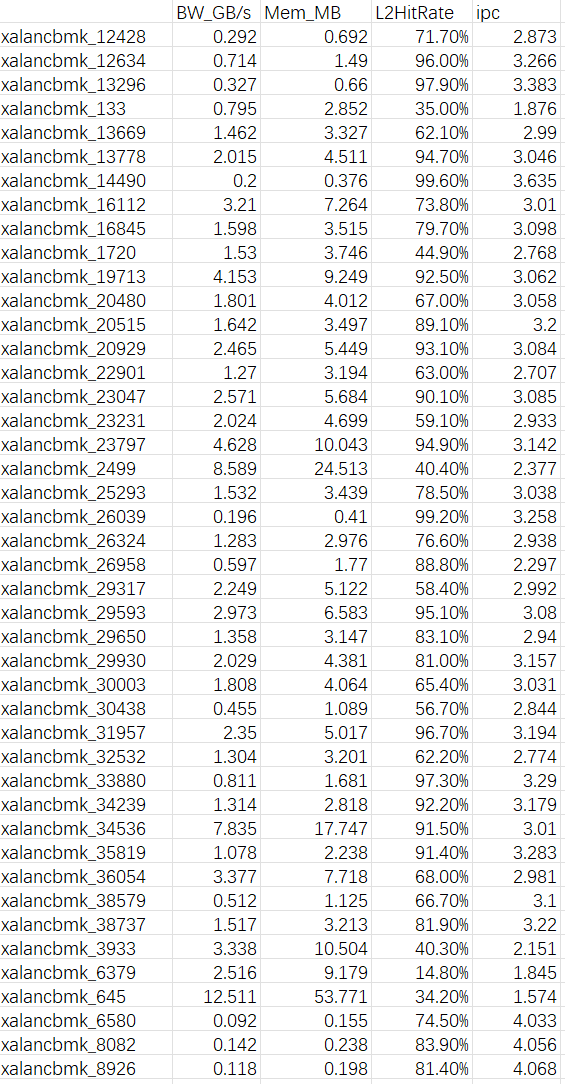 BW_GB/s Mem_MB L2HitRate ipc
xalancbmk_12428 0.292 0.692 71.70% 2.873
xalancbmk_12634 0.714 1.49 96.00% 3.266
xalancbmk_13296 0.327 0.66 97.90% 3.383
xalancbmk_133 0.795 2.852 35.00% 1.876
xalancbmk_13669 1.462 3.327 62.10% 2.99
xalancbmk_13778 2.015 4.511 94.70% 3.046
xalancbmk_14490 0.2 0.376 99.60% 3.635
xalancbmk_16112 3.21 7.264 73.80% 3.01
xalancbmk_16845 1.598 3.515 79.70% 3.098
xalancbmk_1720 1.53 3.746 44.90% 2.768
xalancbmk_19713 4.153 9.249 92.50% 3.062
xalancbmk_20480 1.801 4.012 67.00% 3.058
xalancbmk_20515 1.642 3.497 89.10% 3.2
xalancbmk_20929 2.465 5.449 93.10% 3.084
xalancbmk_22901 1.27 3.194 63.00% 2.707
xalancbmk_23047 2.571 5.684 90.10% 3.085
xalancbmk_23231 2.024 4.699 59.10% 2.933
xalancbmk_23797 4.628 10.043 94.90% 3.142
xalancbmk_2499 8.589 24.513 40.40% 2.377
xalancbmk_25293 1.532 3.439 78.50% 3.038
xalancbmk_26039 0.196 0.41 99.20% 3.258
xalancbmk_26324 1.283 2.976 76.60% 2.938
xalancbmk_26958 0.597 1.77 88.80% 2.297
xalancbmk_29317 2.249 5.122 58.40% 2.992
xalancbmk_29593 2.973 6.583 95.10% 3.08
xalancbmk_29650 1.358 3.147 83.10% 2.94
xalancbmk_29930 2.029 4.381 81.00% 3.157
xalancbmk_30003 1.808 4.064 65.40% 3.031
xalancbmk_30438 0.455 1.089 56.70% 2.844
xalancbmk_31957 2.35 5.017 96.70% 3.194
xalancbmk_32532 1.304 3.201 62.20% 2.774
xalancbmk_33880 0.811 1.681 97.30% 3.29
xalancbmk_34239 1.314 2.818 92.20% 3.179
xalancbmk_34536 7.835 17.747 91.50% 3.01
xalancbmk_35819 1.078 2.238 91.40% 3.283
xalancbmk_36054 3.377 7.718 68.00% 2.981
xalancbmk_38579 0.512 1.125 66.70% 3.1
xalancbmk_38737 1.517 3.213 81.90% 3.22
xalancbmk_3933 3.338 10.504 40.30% 2.151
xalancbmk_6379 2.516 9.179 14.80% 1.845
xalancbmk_645 12.511 53.771 34.20% 1.574
xalancbmk_6580 0.092 0.155 74.50% 4.033
xalancbmk_8082 0.142 0.238 83.90% 4.056
xalancbmk_8926 0.118 0.198 81.40% 4.068